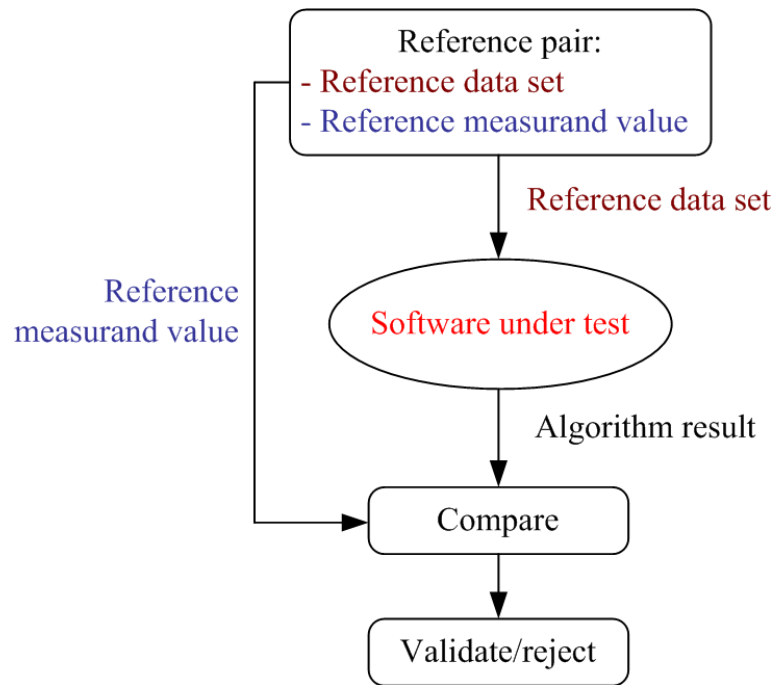 Reference pair:
- Reference data set
- Reference measurand value
Reference data set
Reference
measurand value
Software under test
Algorithm result
Compare
Validate/reject